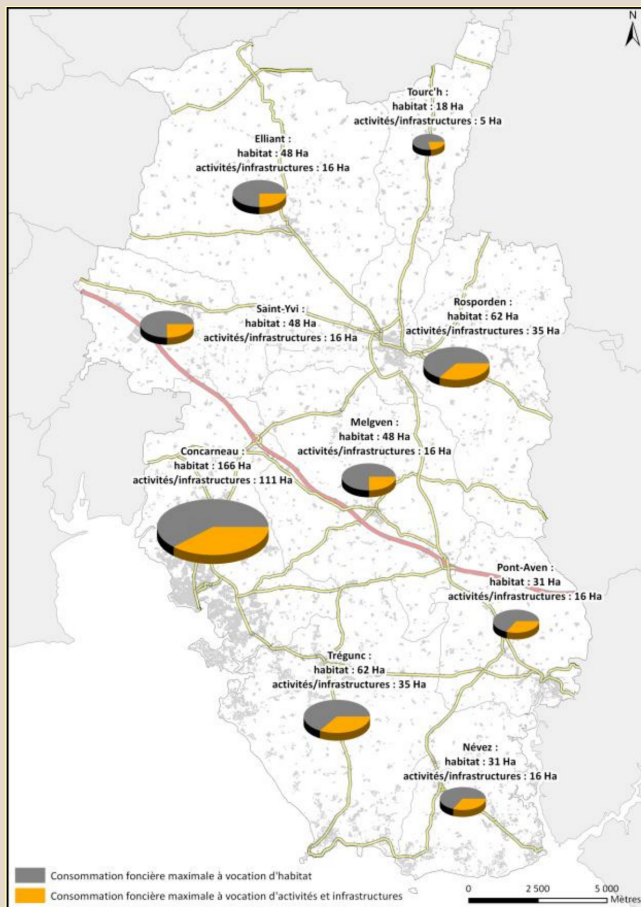 N
Tourc'h :
habitat : 18 Ha
activités/infrastructures : 5 Ha
Elliant :
habitat : 48 Ha
activités/infrastructures : 16 Ha
Rosporden :
habitat : 62 Ha
activités/infrastructures : 35 Ha
Saint-Yvi :
habitat : 48 Ha
activités/infrastructures : 16 Ha
Melgven :
habitat : 48 Ha
activités/infrastructures : 16 Ha
Concarneau :
habitat : 166 Ha
activités/infrastructures : 111 Ha
Pont-Aven :
habitat : 31 Ha
activités/infrastructures : 16 Ha
Trégunc :
habitat : 62 Ha
activités/infrastructures : 35 Ha
Névez :
habitat : 31 Ha
activités/infrastructures : 16 Ha
Consommation foncière maximale à vocation d'habitat
Consommation foncière maximale à vocation d'activités et infrastructures
0 2 500 5 000
Mètres